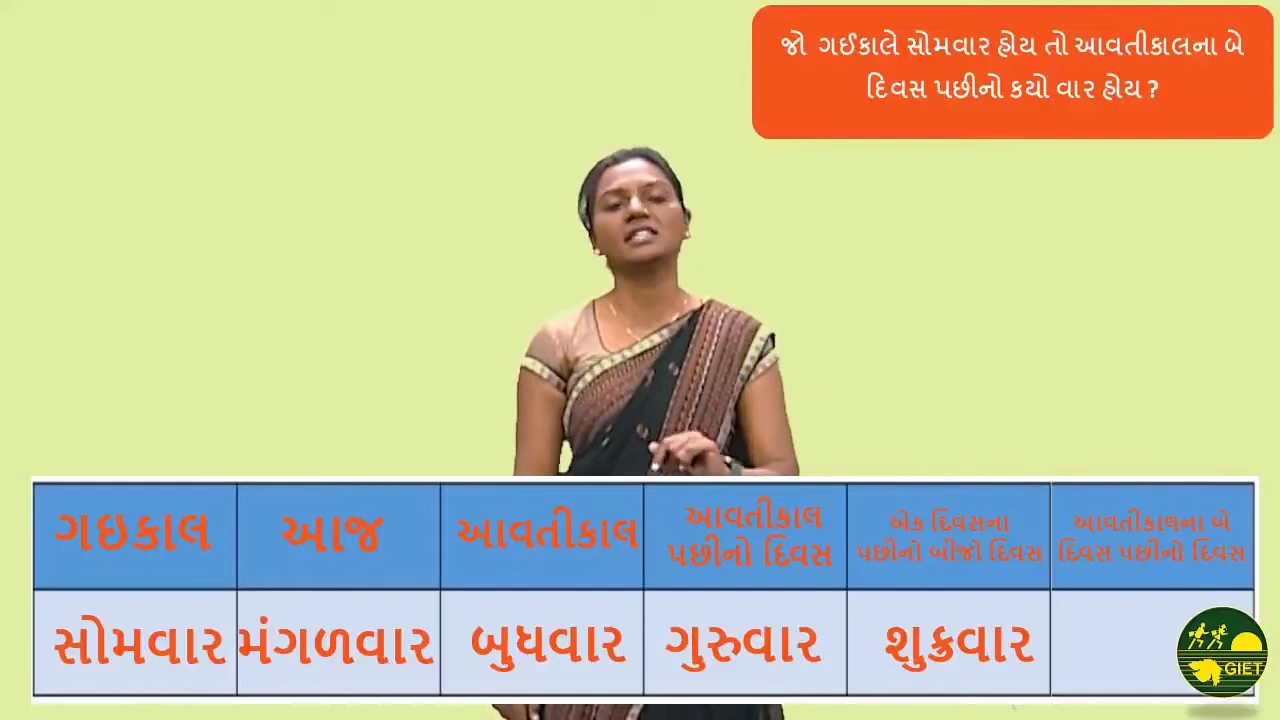 જો ગઈકાલે સોમવાર હોય તો આવતીકાલના બે
દિવસ પછીનો કયો વાર હોય ?
ગઇકાલ
આજ
આવતીકાલ
આવતીકાલ
પછીનો દિવસ
એક દિવસના
પછીનો બીજો દિવસ
આવતીકાલના બે
દિવસ પછીનો દિવસ
સોમવાર
મંગળવાર
બુધવાર
ગુરુવાર
શુક્રવાર
GIET